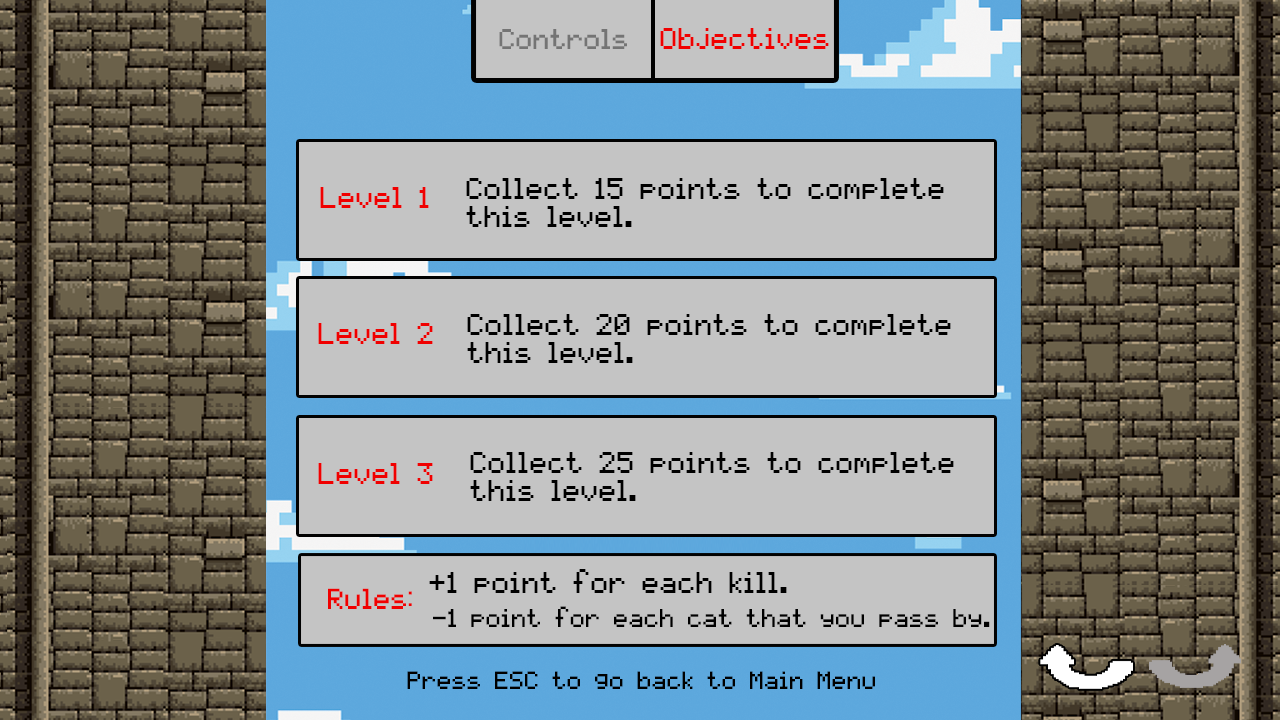 Controls Objectives
Level 1
Collect 15 points to complete
this level.
Level 2
Collect 20 points to complete
this level.
Level 3
Collect 25 points to complete
this level.
Rules:
+1 point for each kill.
-1 point for each cat that you pass by.
Press ESC to go back to Main Menu